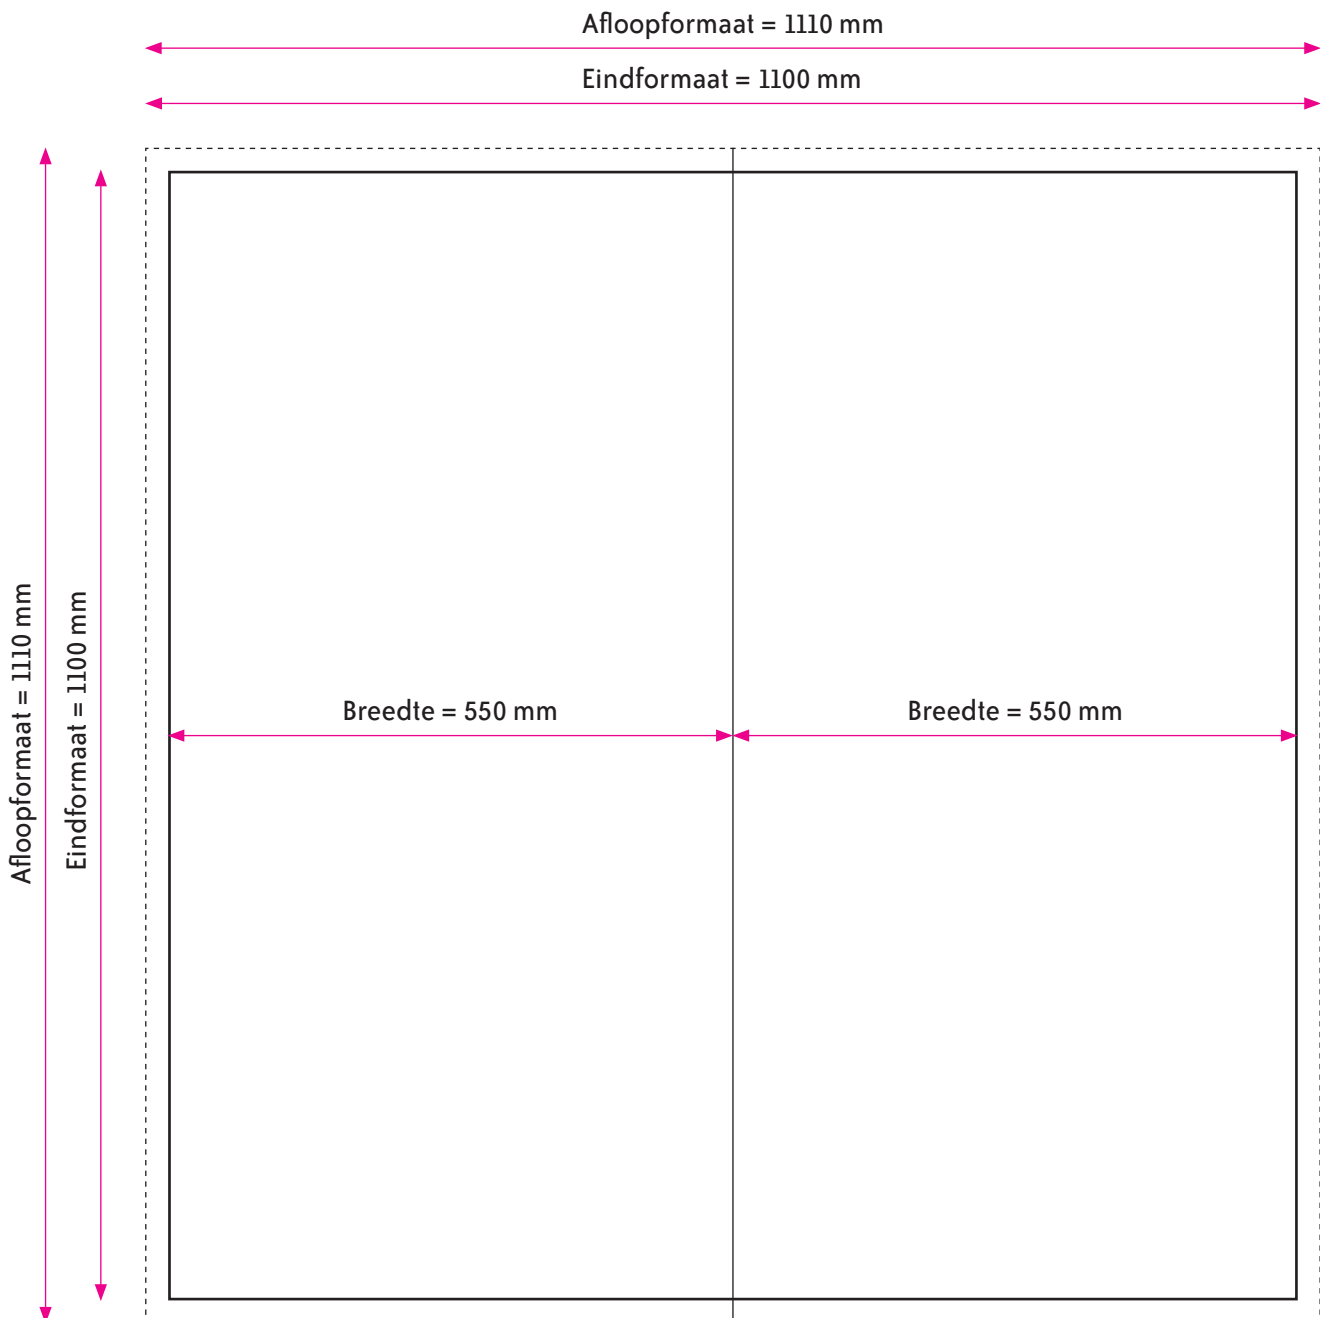 Afloopformaat = 1110 mm
Eindformaat = 1100 mm
Afloopformaat = 1110 mm
Eindformaat = 1100 mm
Breedte = 550 mm
Breedte = 550 mm